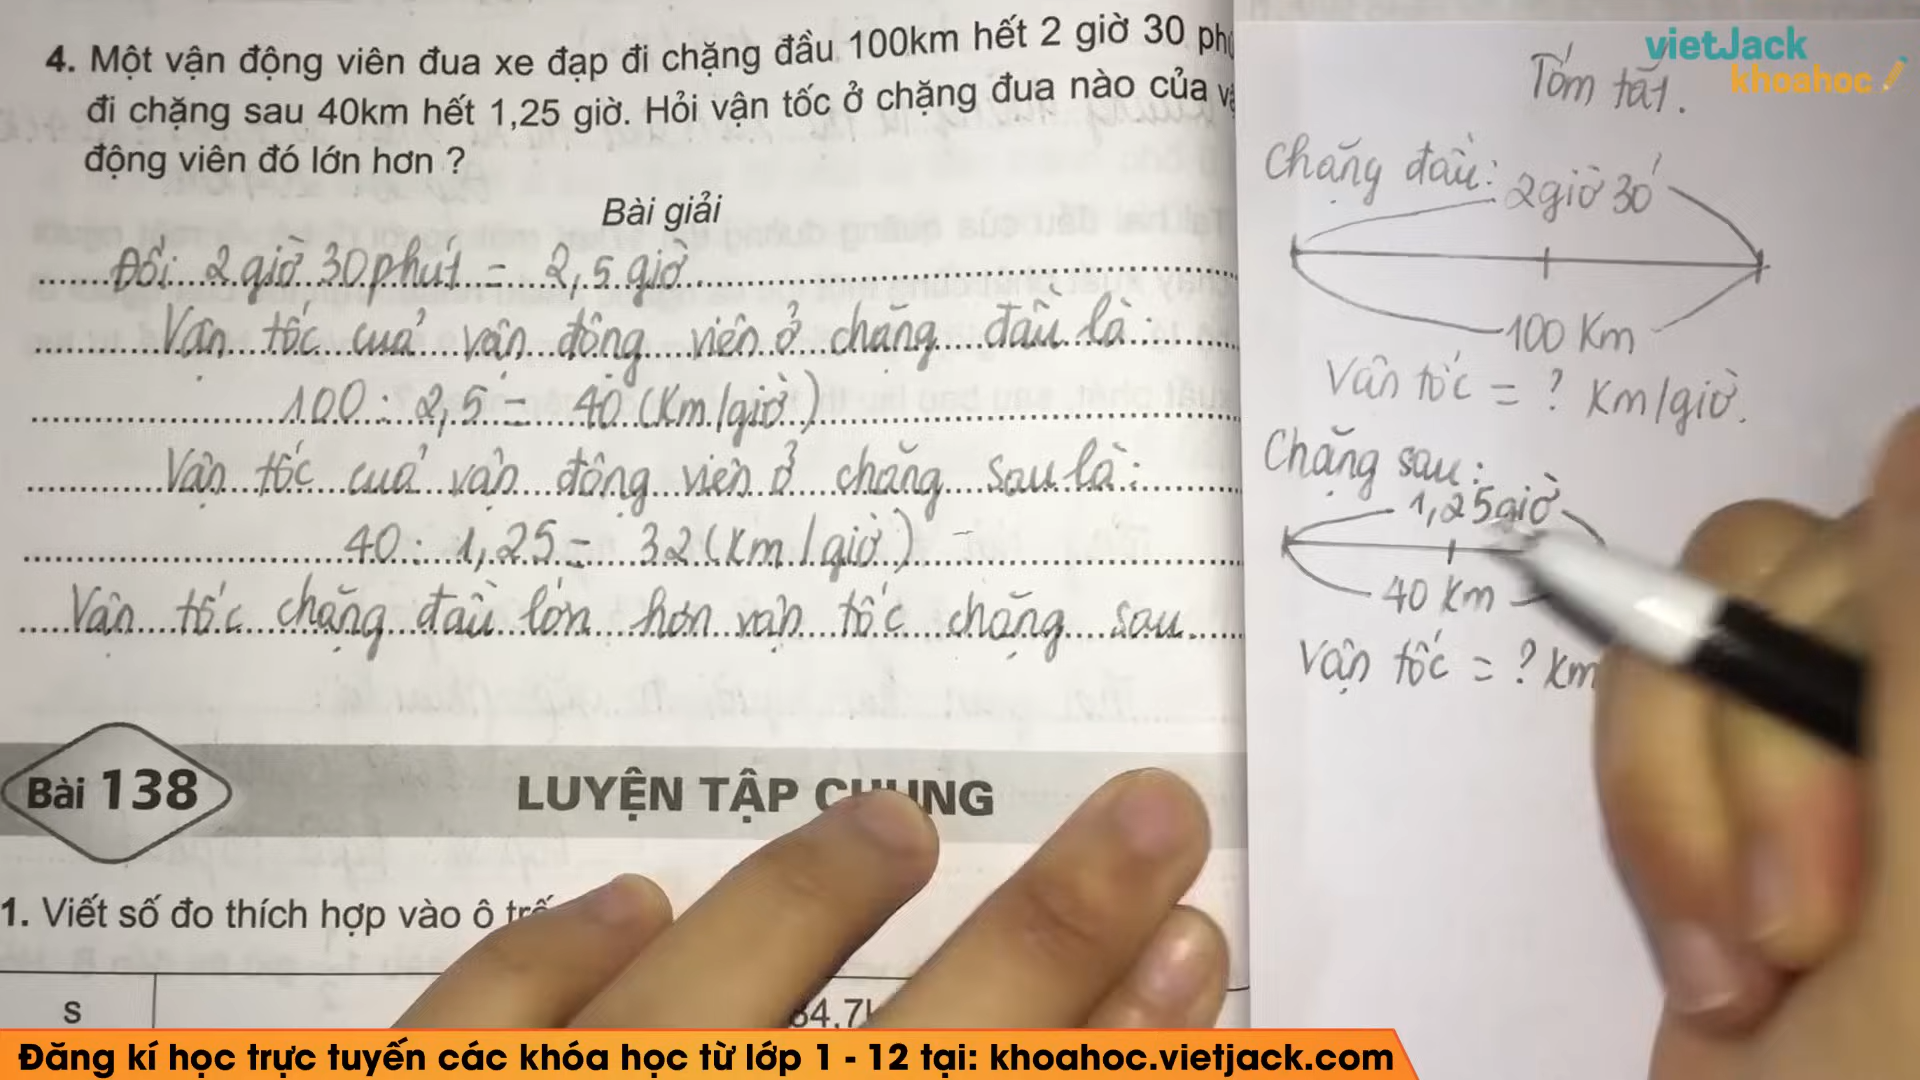 4. Một vận động viên đua xe đạp đi chặng đầu 100km hết 2 giờ 30
đi chặng sau 40km hết 1,25 giờ. Hỏi vận tốc ở chặng đua nào của
động viên đó lớn hơn ?
Bài giải
Đổi 2 giờ 30 phút = 2,5 giờ
Vận tốc của vận động viên ở chặng đầu là:
100 : 2,5 = 40 (Km/giờ)
Vận tốc của vận động viên ở chặng sau là:
40 : 1,25 = 32 (Km/giờ)
Vận tốc chặng đầu lớn hơn vận tốc chặng sau
Bài 138
LUYỆN TẬP CHUNG
1. Viết số đo thích hợp vào ô
s
vietJack
khoahoc
Tóm tắt.
Chặng đầu:
2 giờ 30'
100 Km
Vận tốc = ? Km/giờ.
Chặng sau:
1,25 giờ
40 Km
Vận tốc = ? Km
Đăng kí học trực tuyến các khóa học từ lớp 1 - 12 tại: khoahoc.vietjack.com